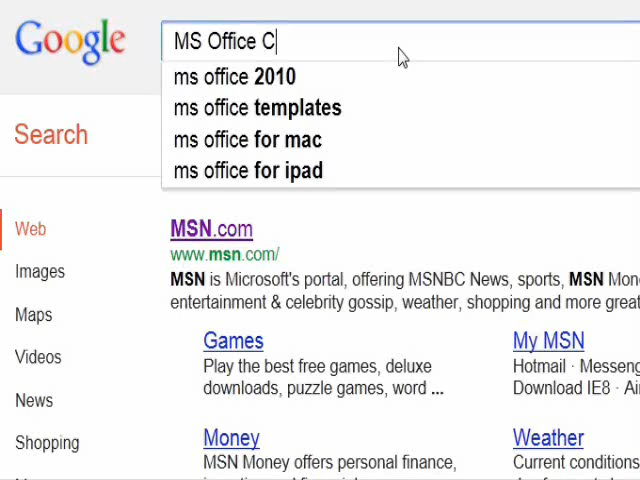 Google
MS Office C
ms office 2010
ms office templates
ms office for mac
ms office for ipad
Search
Web
Images
Maps
Videos
News
Shopping
MSN.com
www.msn.com/
MSN is Microsoft's portal, offering MSNBC News, sports, MSN
entertainment & celebrity gossip, weather, shopping and more
Games
Play the best free games, deluxe
downloads, puzzle games, word ...
My MSN
Hotmail ·
Download IE8 ·
Money
MSN Money offers personal finance,
Weather
Current conditions